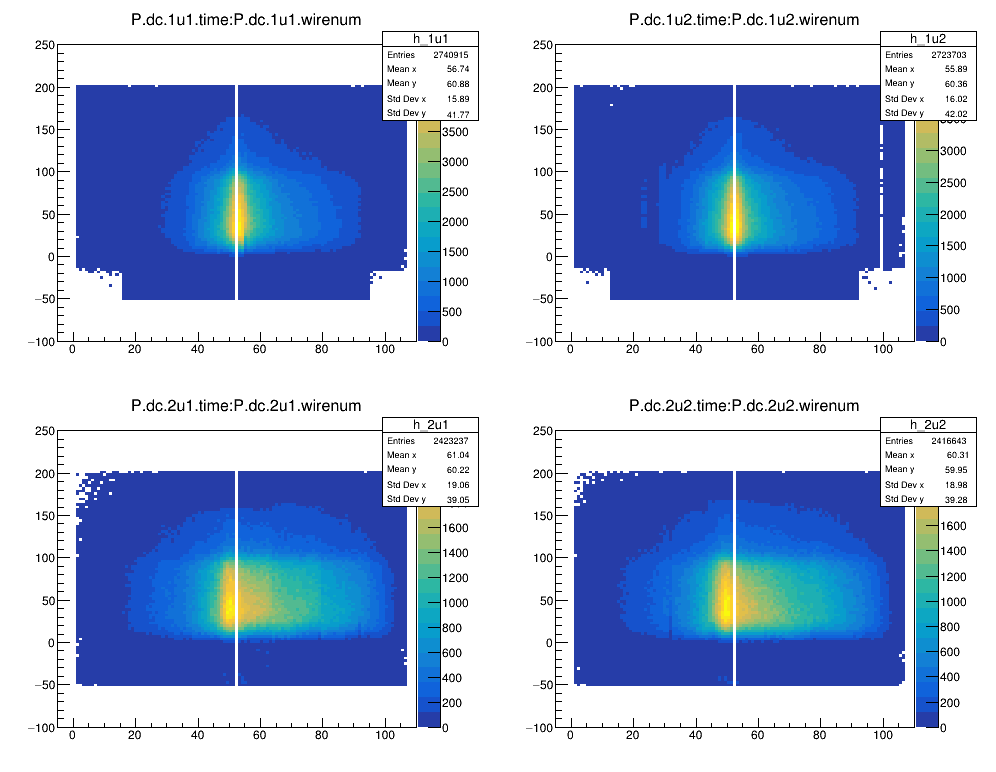 P.dc.1u1.time:P.dc.1u1.wirenum
h_1u1
Entries 2740915
Mean x 56.74
Mean y 60.88
Std Dev x 15.89
Std Dev y 41.77
250
200
150
100
50
0
−50
−100
0 20 40 60 80 100
3500
3000
2500
2000
1500
1000
500
0
P.dc.1u2.time:P.dc.1u2.wirenum
h_1u2
Entries 2723703
Mean x 55.89
Mean y 60.36
Std Dev x 16.02
Std Dev y 42.02
250
200
150
100
50
0
−50
−100
0 20 40 60 80 100
3000
2500
2000
1500
1000
500
0
P.dc.2u1.time:P.dc.2u1.wirenum
h_2u1
Entries 2423237
Mean x 61.04
Mean y 60.22
Std Dev x 19.06
Std Dev y 39.05
250
200
150
100
50
0
−50
−100
0 20 40 60 80 100
1600
1400
1200
1000
800
600
400
200
0
P.dc.2u2.time:P.dc.2u2.wirenum
h_2u2
Entries 2416643
Mean x 60.31
Mean y 59.95
Std Dev x 18.98
Std Dev y 39.28
250
200
150
100
50
0
−50
−100
0 20 40 60 80 100
1600
1400
1200
1000
800
600
400
200
0